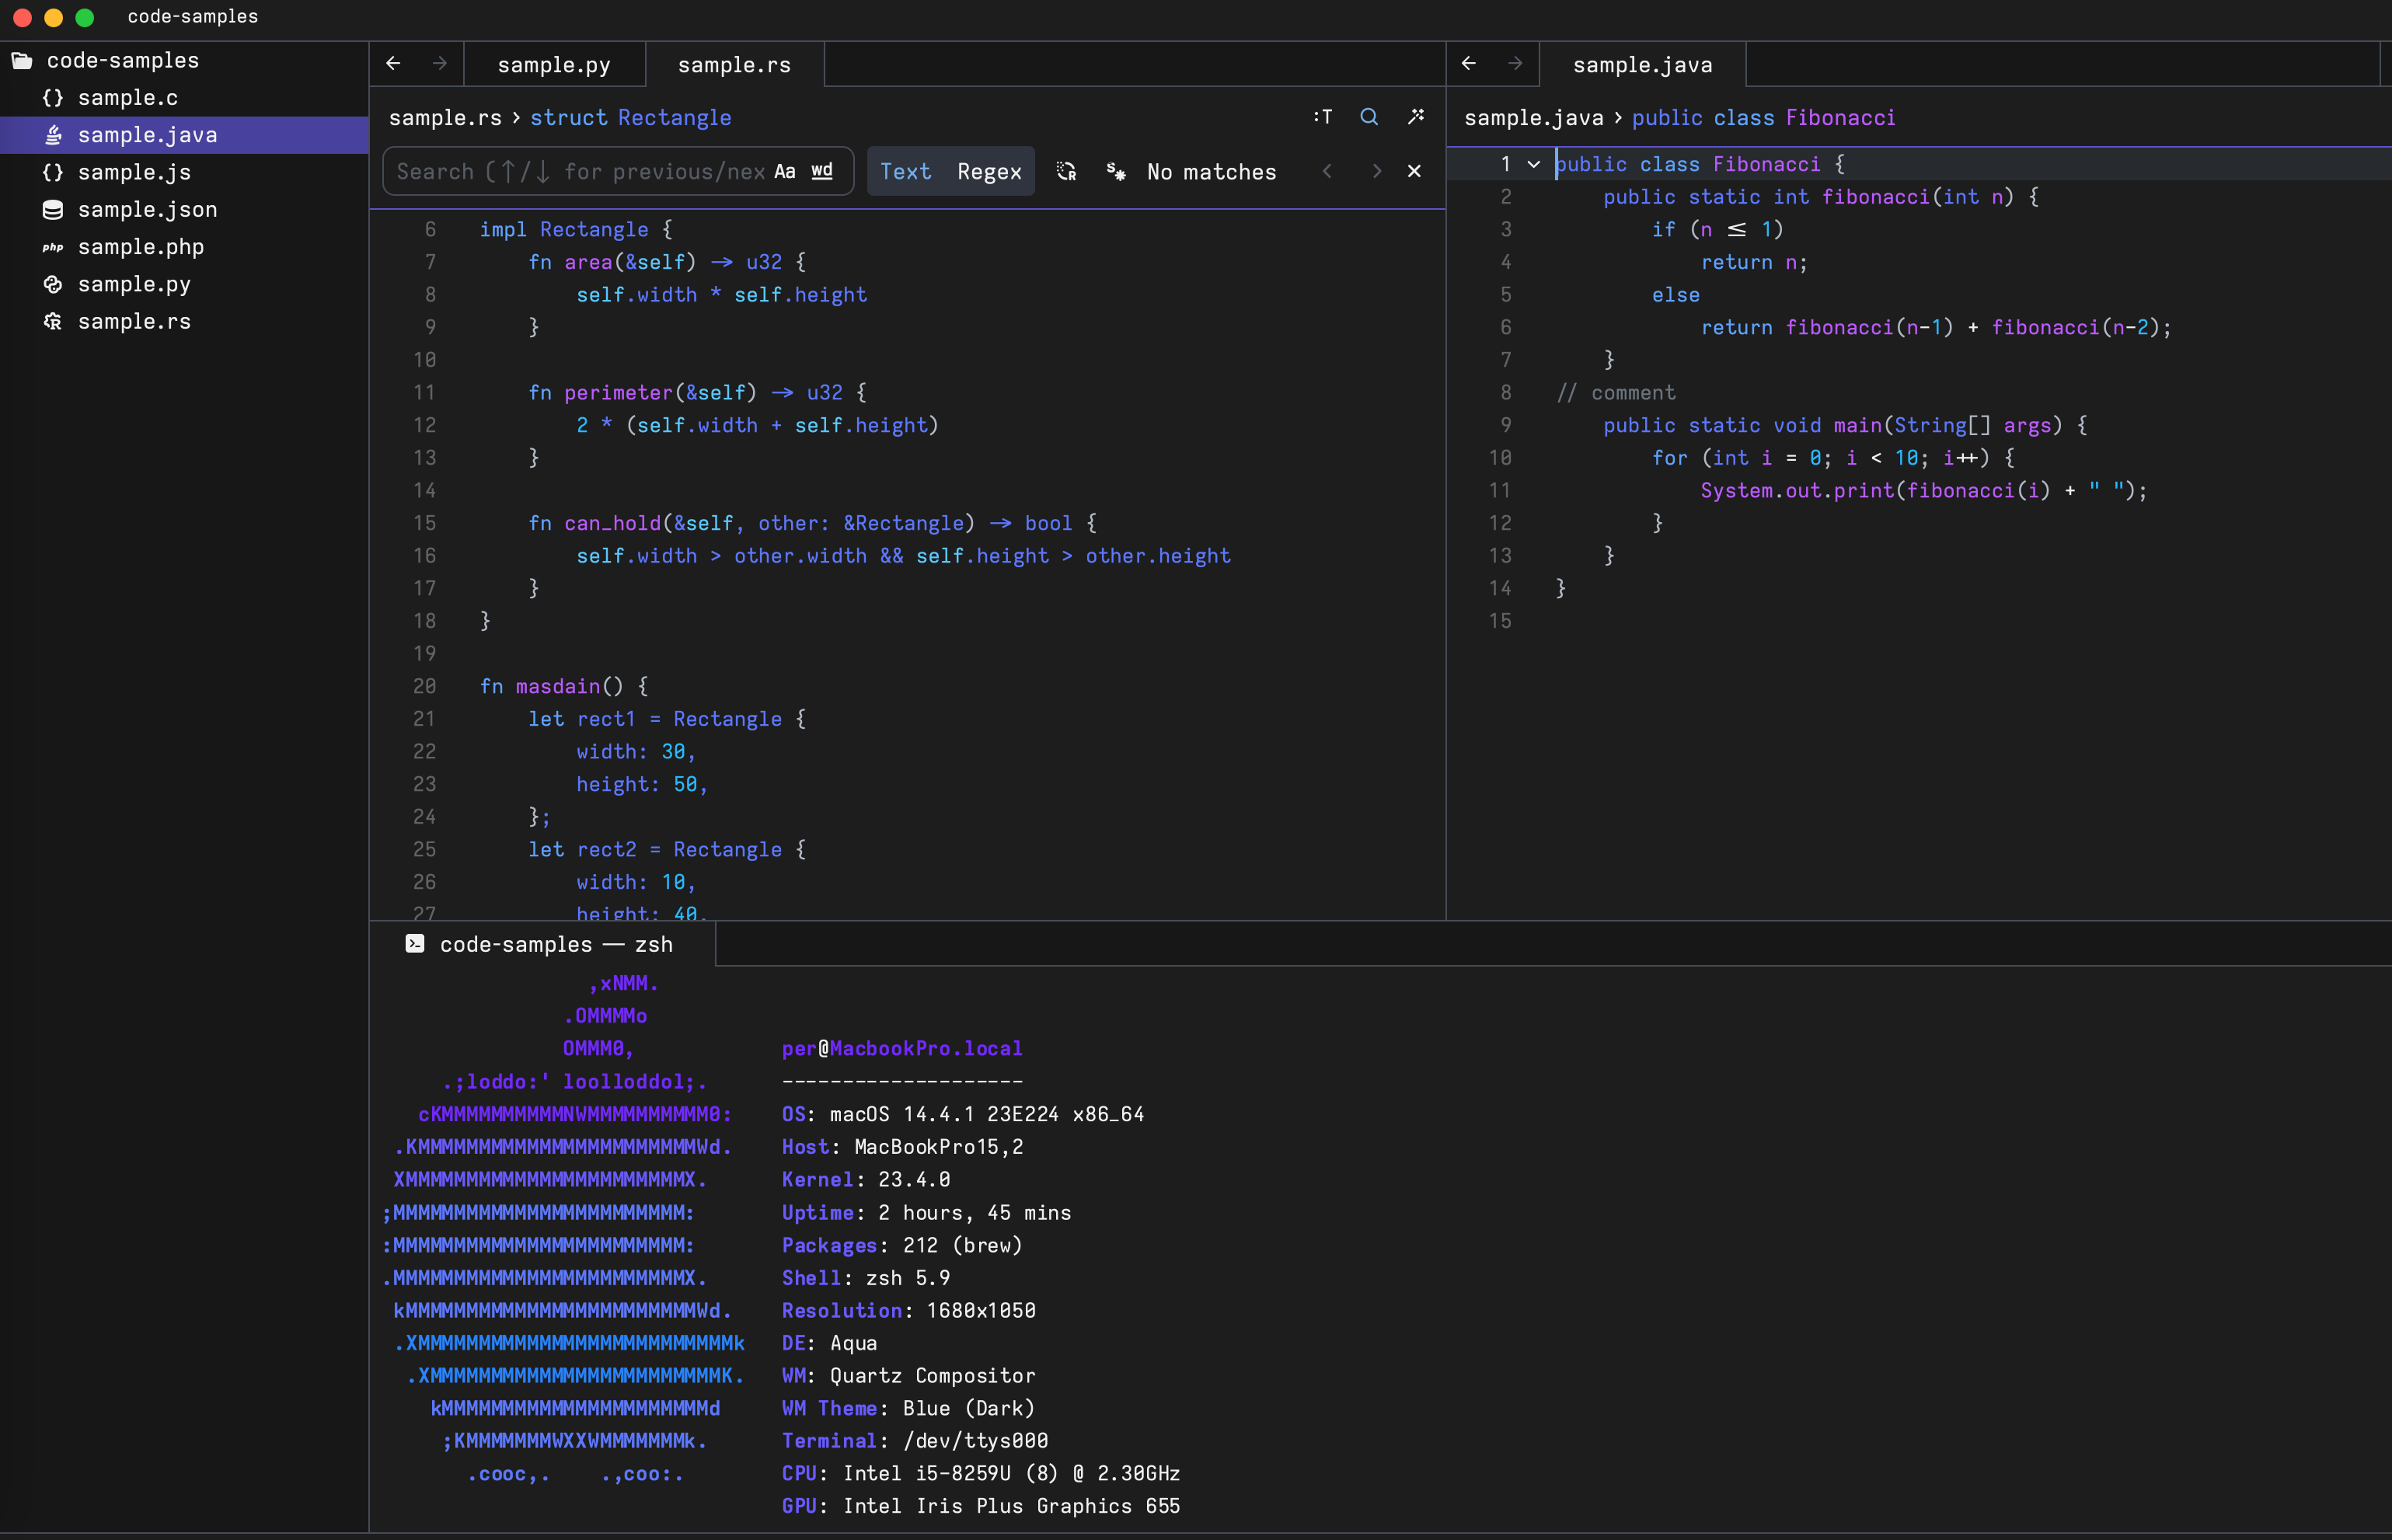 code-samples
code-samples
sample.c
sample.java
sample.js
sample.json
php sample.php
sample.py
sample.rs
sample.py
sample.rs
sample.rs › struct Rectangle
:T
Search (↑/↓ for previous/nex Aa wd Text Regex No matches
6 impl Rectangle {
7     fn area(&self) -> u32 {
8         self.width * self.height
9     }
10
11     fn perimeter(&self) -> u32 {
12         2 * (self.width + self.height)
13     }
14
15     fn can_hold(&self, other: &Rectangle) -> bool {
16         self.width > other.width && self.height > other.height
17     }
18 }
19
20 fn masdain() {
21     let rect1 = Rectangle {
22         width: 30,
23         height: 50,
24     };
25     let rect2 = Rectangle {
26         width: 10,
27         height: 40,
sample.java
sample.java › public class Fibonacci
1 public class Fibonacci {
2     public static int fibonacci(int n) {
3         if (n <= 1)
4             return n;
5         else
6             return fibonacci(n-1) + fibonacci(n-2);
7     }
8 // comment
9     public static void main(String[] args) {
10         for (int i = 0; i < 10; i++) {
11             System.out.print(fibonacci(i) + " ");
12         }
13     }
14 }
15
code-samples — zsh
,xNMM.
.OMMMMo
OMMM0,
.;loddo:' loolloddol;.
cKMMMMMMMMMMNWMMMMMMMMMM0:
.KMMMMMMMMMMMMMMMMMMMMMMMWd.
XMMMMMMMMMMMMMMMMMMMMMMMX.
;MMMMMMMMMMMMMMMMMMMMMMMM:
:MMMMMMMMMMMMMMMMMMMMMMMM:
.MMMMMMMMMMMMMMMMMMMMMMMMX.
kMMMMMMMMMMMMMMMMMMMMMMMMWd.
.XMMMMMMMMMMMMMMMMMMMMMMMMMMk
.XMMMMMMMMMMMMMMMMMMMMMMMMK.
kMMMMMMMMMMMMMMMMMMMMMMd
;KMMMMMMMWXXWMMMMMMMk.
.cooc,.    .,coo:.
per@MacbookPro.local
--------------------
OS: macOS 14.4.1 23E224 x86_64
Host: MacBookPro15,2
Kernel: 23.4.0
Uptime: 2 hours, 45 mins
Packages: 212 (brew)
Shell: zsh 5.9
Resolution: 1680x1050
DE: Aqua
WM: Quartz Compositor
WM Theme: Blue (Dark)
Terminal: /dev/ttys000
CPU: Intel i5-8259U (8) @ 2.30GHz
GPU: Intel Iris Plus Graphics 655